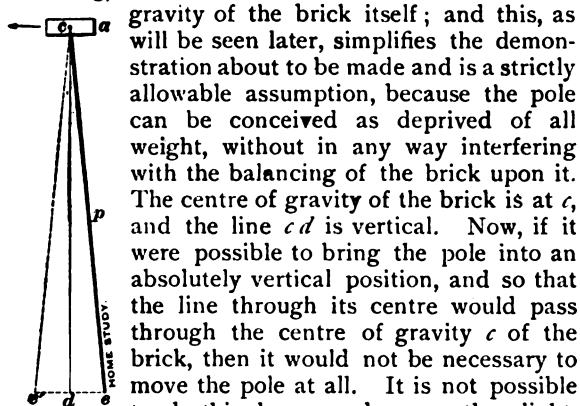 gravity of the brick itself; and this, as
will be seen later, simplifies the demon-
stration about to be made and is a strictly
allowable assumption, because the pole
can be conceived as deprived of all
weight, without in any way interfering
with the balancing of the brick upon it.
The centre of gravity of the brick is at c,
and the line c d is vertical. Now, if it
were possible to bring the pole into an
absolutely vertical position, and so that
the line through its centre would pass
through the centre of gravity c of the
brick, then it would not be necessary to
move the pole at all. It is not possible
c
a
p
HOME STUDY.
e'
d
e